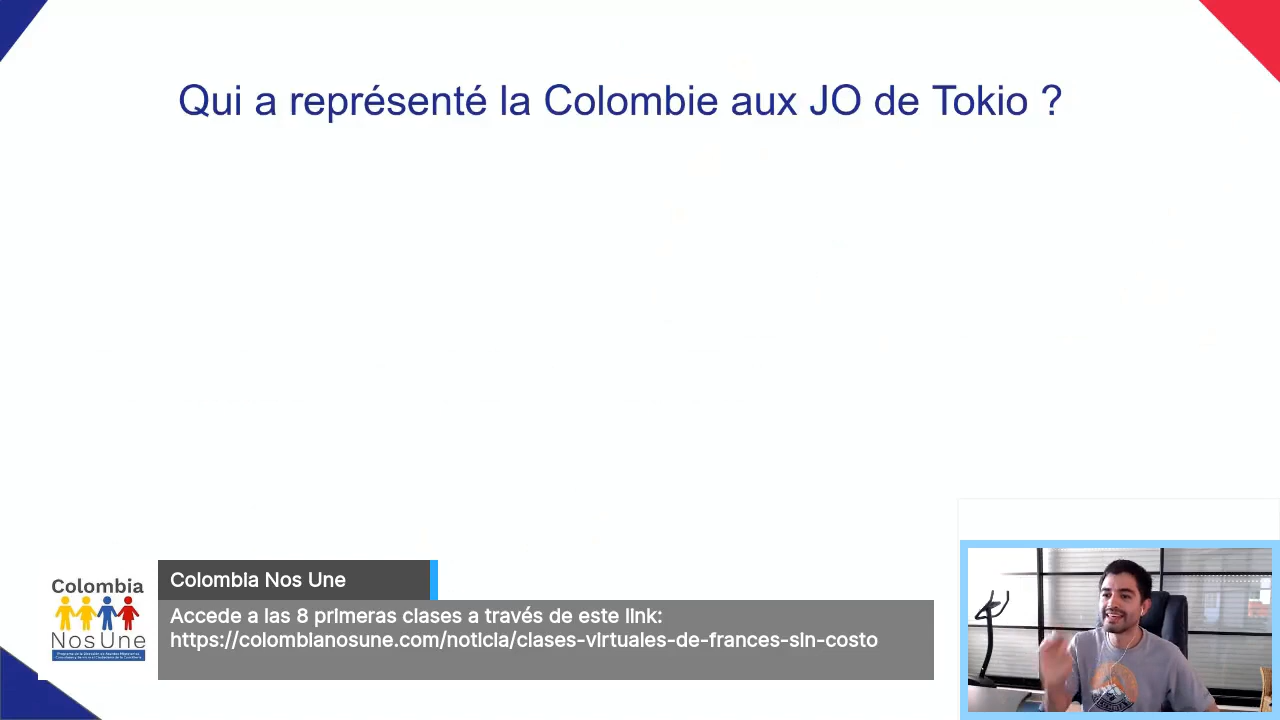 Qui a représenté la Colombie aux JO de Tokio ?
Colombia Nos Une
Accede a las 8 primeras clases a través de este link:
https://colombianosune.com/noticia/clases-virtuales-de-frances-sin-costo
Colombia
Nos Une